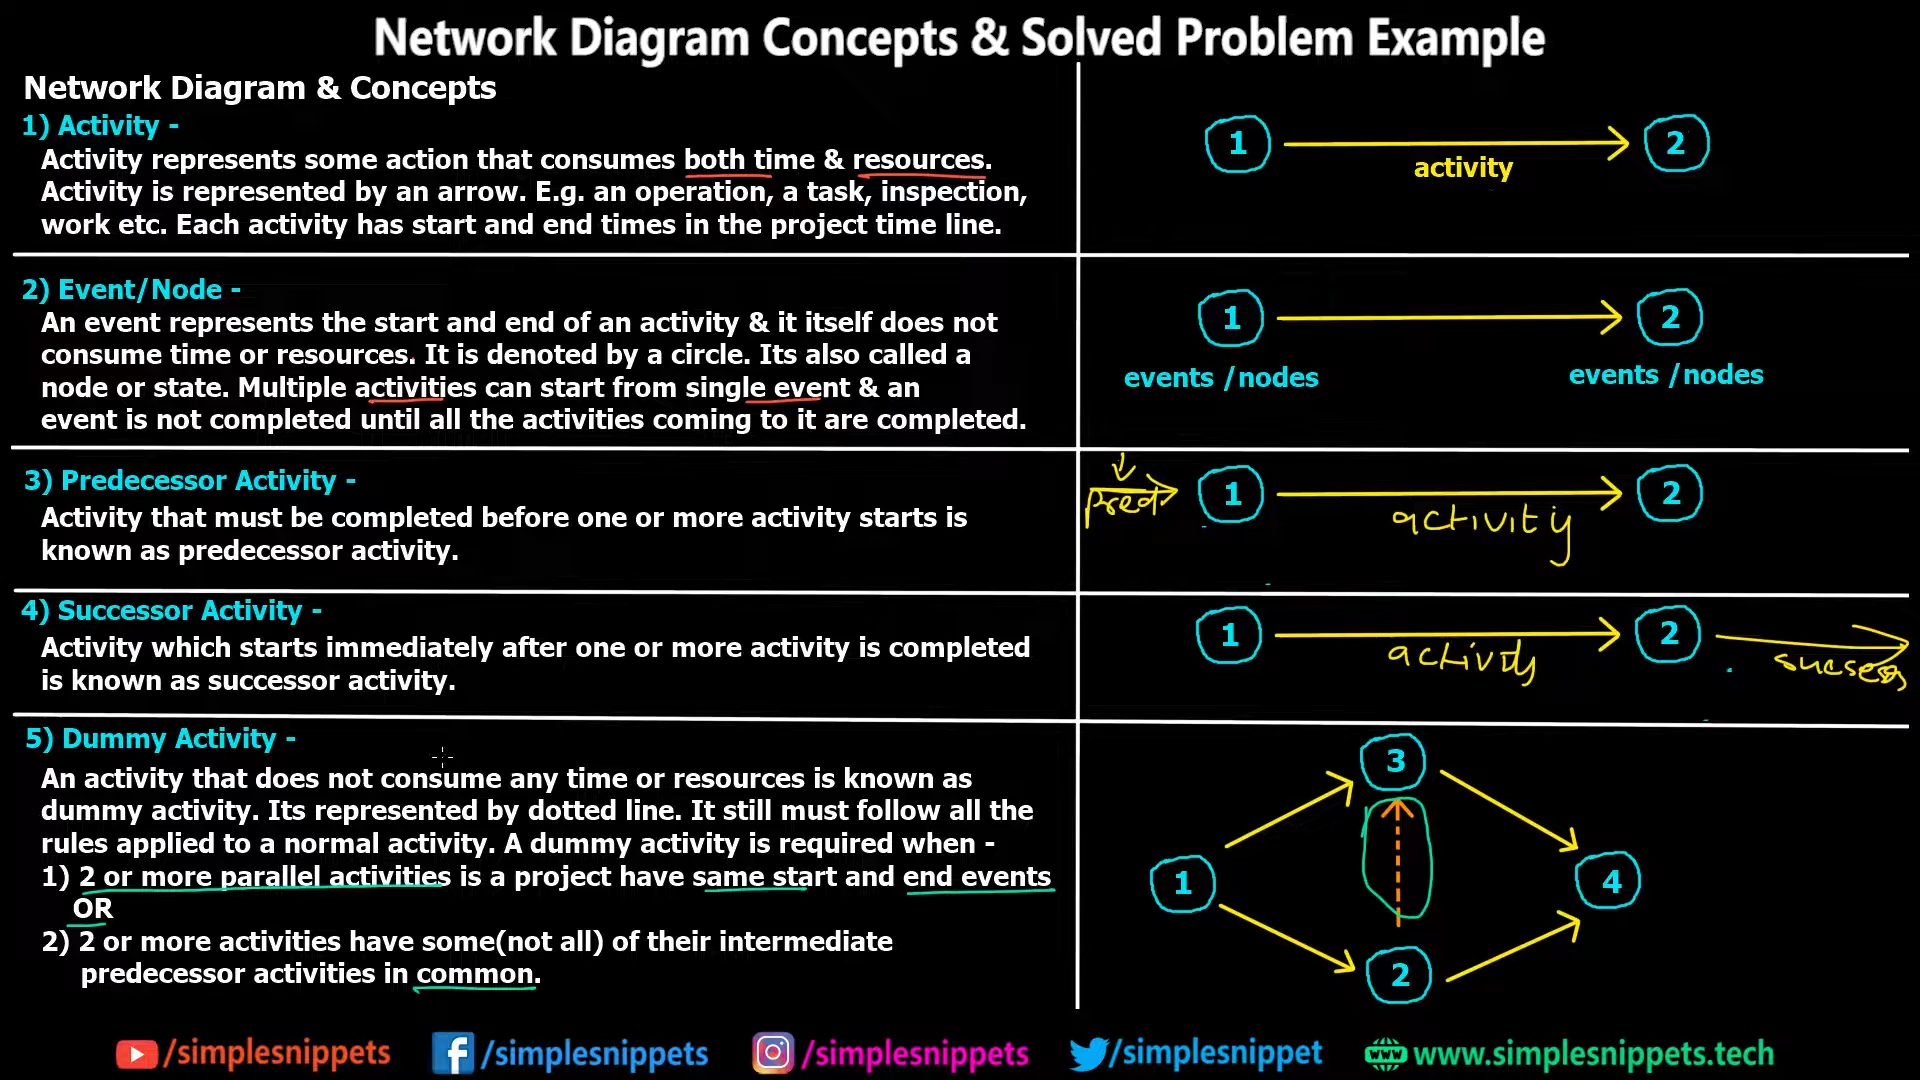 Network Diagram Concepts & Solved Problem Example
Network Diagram & Concepts
1) Activity -
Activity represents some action that consumes both time & resources.
Activity is represented by an arrow. E.g. an operation, a task, inspection,
work etc. Each activity has start and end times in the project time line.
1
2
activity
2) Event/Node -
An event represents the start and end of an activity & it itself does not
consume time or resources. It is denoted by a circle. Its also called a
node or state. Multiple activities can start from single event & an
event is not completed until all the activities coming to it are completed.
1
2
events /nodes
events /nodes
3) Predecessor Activity -
Activity that must be completed before one or more activity starts is
known as predecessor activity.
pred.
1
2
activity
4) Successor Activity -
Activity which starts immediately after one or more activity is completed
is known as successor activity.
1
2
activity
5) Dummy Activity -
An activity that does not consume any time or resources is known as
dummy activity. Its represented by dotted line. It still must follow all the
rules applied to a normal activity. A dummy activity is required when -
1) 2 or more parallel activities is a project have same start and end events
OR
2) 2 or more activities have some(not all) of their intermediate
predecessor activities in common.
3
1
4
2
/simplesnippets
/simplesnippets
/simplesnippets
/simplesnippet
www.simplesnippets.tech